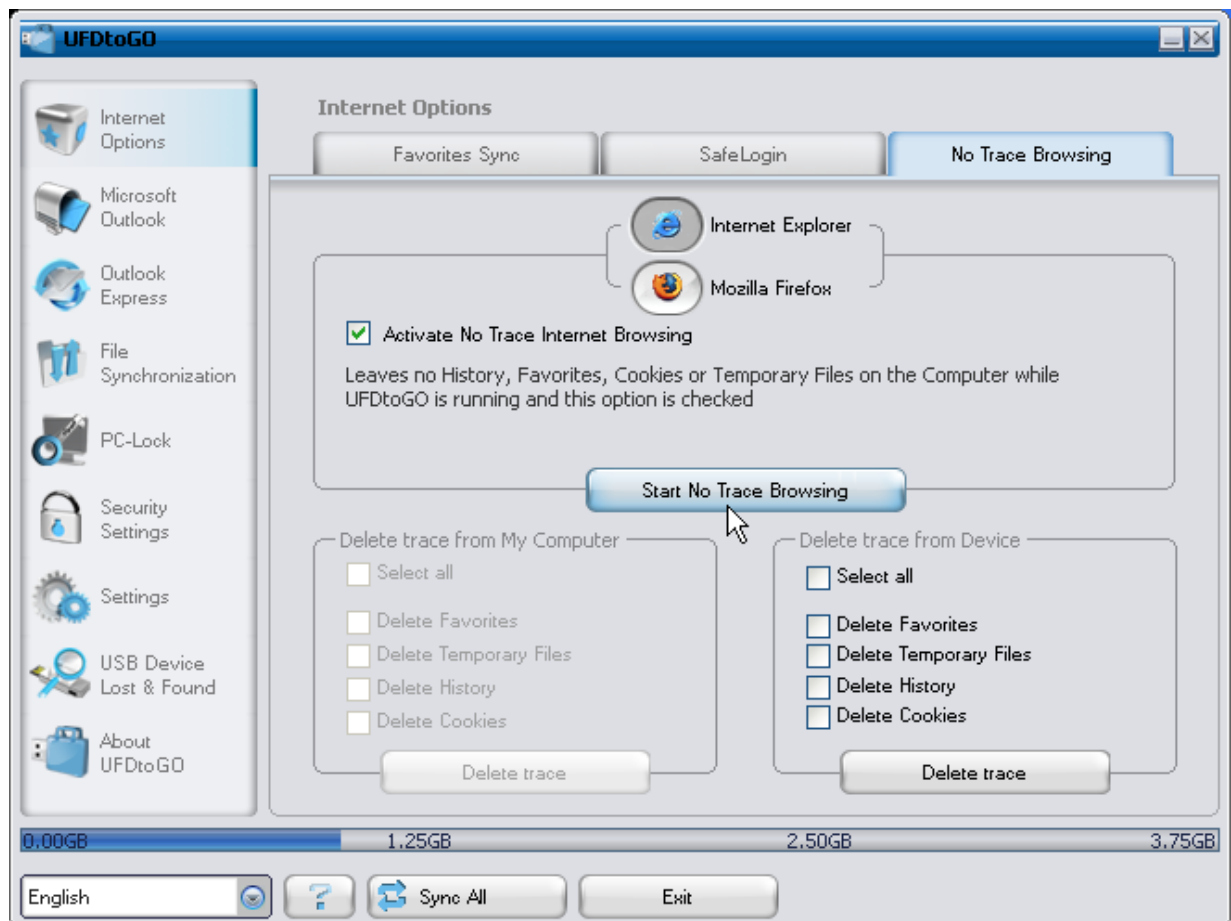 UFDtoGO
Internet
Options
Microsoft
Outlook
Outlook
Express
File
Synchronization
PC-Lock
Security
Settings
Settings
USB Device
Lost & Found
About
UFDtoGO
Internet Options
Favorites Sync
SafeLogin
No Trace Browsing
Internet Explorer
Mozilla Firefox
Activate No Trace Internet Browsing
Leaves no History, Favorites, Cookies or Temporary Files on the Computer while
UFDtoGO is running and this option is checked
Start No Trace Browsing
Delete trace from My Computer
Select all
Delete Favorites
Delete Temporary Files
Delete History
Delete Cookies
Delete trace
Delete trace from Device
Select all
Delete Favorites
Delete Temporary Files
Delete History
Delete Cookies
Delete trace
0.00GB 1.25GB 2.50GB 3.75GB
English ? Sync All Exit